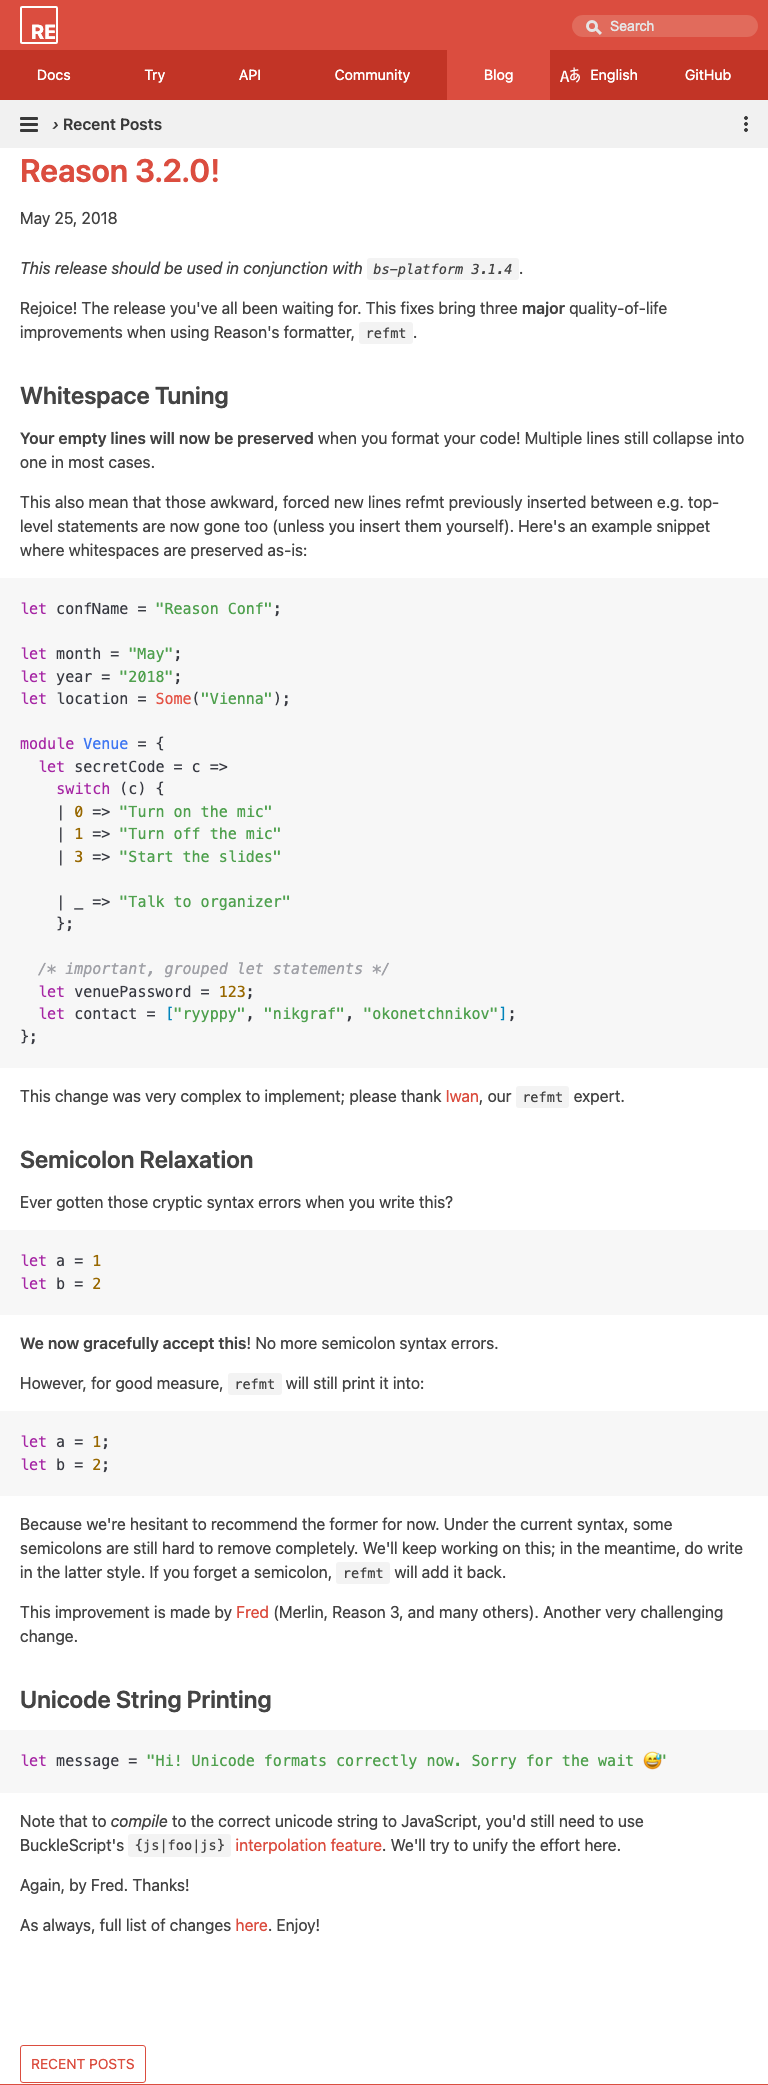 RE
Search
Docs Try API Community Blog Aあ English GitHub
› Recent Posts
Reason 3.2.0!
May 25, 2018
This release should be used in conjunction with bs-platform 3.1.4 .
Rejoice! The release you've all been waiting for. This fixes bring three major quality-of-life
improvements when using Reason's formatter, refmt .
Whitespace Tuning
Your empty lines will now be preserved when you format your code! Multiple lines still collapse into
one in most cases.
This also mean that those awkward, forced new lines refmt previously inserted between e.g. top-
level statements are now gone too (unless you insert them yourself). Here's an example snippet
where whitespaces are preserved as-is:
let confName = "Reason Conf";
let month = "May";
let year = "2018";
let location = Some("Vienna");
module Venue = {
  let secretCode = c =>
    switch (c) {
    | 0 => "Turn on the mic"
    | 1 => "Turn off the mic"
    | 3 => "Start the slides"
    | _ => "Talk to organizer"
    };
  /* important, grouped let statements */
  let venuePassword = 123;
  let contact = ["ryyppy", "nikgraf", "okonetchnikov"];
};
This change was very complex to implement; please thank Iwan, our refmt expert.
Semicolon Relaxation
Ever gotten those cryptic syntax errors when you write this?
let a = 1
let b = 2
We now gracefully accept this! No more semicolon syntax errors.
However, for good measure, refmt will still print it into:
let a = 1;
let b = 2;
Because we're hesitant to recommend the former for now. Under the current syntax, some
semicolons are still hard to remove completely. We'll keep working on this; in the meantime, do write
in the latter style. If you forget a semicolon, refmt will add it back.
This improvement is made by Fred (Merlin, Reason 3, and many others). Another very challenging
change.
Unicode String Printing
let message = "Hi! Unicode formats correctly now. Sorry for the wait 😅"
Note that to compile to the correct unicode string to JavaScript, you'd still need to use
BuckleScript's {js|foo|js} interpolation feature. We'll try to unify the effort here.
Again, by Fred. Thanks!
As always, full list of changes here. Enjoy!
RECENT POSTS